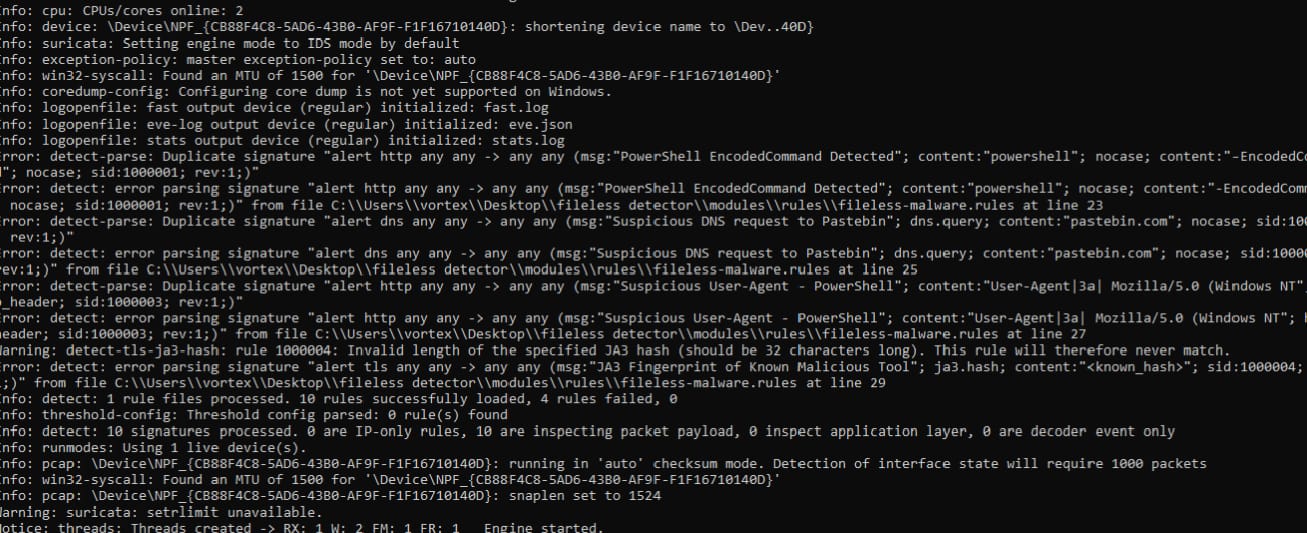 nfo: cpu: CPUs/cores online: 2
nfo: device: \Device\NPF_{CB88F4C8-5AD6-43B0-AF9F-F1F16710140D}: shortening device name to \Dev..40D}
nfo: suricata: Setting engine mode to IDS mode by default
nfo: exception-policy: master exception-policy set to: auto
nfo: win32-syscall: Found an MTU of 1500 for '\Device\NPF_{CB88F4C8-5AD6-43B0-AF9F-F1F16710140D}'
nfo: coredump-config: Configuring core dump is not yet supported on Windows.
nfo: logopenfile: fast output device (regular) initialized: fast.log
nfo: logopenfile: eve-log output device (regular) initialized: eve.json
nfo: logopenfile: stats output device (regular) initialized: stats.log
rror: detect-parse: Duplicate signature "alert http any any -> any any (msg:"PowerShell EncodedCommand Detected"; content:"powershell"; nocase; content:"-EncodedCo
d"; nocase; sid:1000001; rev:1;)"
rror: detect: error parsing signature "alert http any any -> any any (msg:"PowerShell EncodedCommand Detected"; content:"powershell"; nocase; content:"-EncodedCom
nocase; sid:1000001; rev:1;)" from file C:\\Users\\vortex\\Desktop\\fileless detector\\modules\\rules\\fileless-malware.rules at line 23
rror: detect-parse: Duplicate signature "alert dns any any -> any any (msg:"Suspicious DNS request to Pastebin"; dns.query; content:"pastebin.com"; nocase; sid:100
rev:1;)"
rror: detect: error parsing signature "alert dns any any -> any any (msg:"Suspicious DNS request to Pastebin"; dns.query; content:"pastebin.com"; nocase; sid:1000
ev:1;)" from file C:\\Users\\vortex\\Desktop\\fileless detector\\modules\\rules\\fileless-malware.rules at line 25
rror: detect-parse: Duplicate signature "alert http any any -> any any (msg:"Suspicious User-Agent - PowerShell"; content:"User-Agent|3a| Mozilla/5.0 (Windows NT";
p_header; sid:1000003; rev:1;)"
rror: detect: error parsing signature "alert http any any -> any any (msg:"Suspicious User-Agent - PowerShell"; content:"User-Agent|3a| Mozilla/5.0 (Windows NT"; h
eader; sid:1000003; rev:1;)" from file C:\\Users\\vortex\\Desktop\\fileless detector\\modules\\rules\\fileless-malware.rules at line 27
arning: detect-tls-ja3-hash: rule 1000004: Invalid length of the specified JA3 hash (should be 32 characters long). This rule will therefore never match.
rror: detect: error parsing signature "alert tls any any -> any any (msg:"JA3 Fingerprint of Known Malicious Tool"; ja3.hash; content:"<known_hash>"; sid:1000004;
1;)" from file C:\\Users\\vortex\\Desktop\\fileless detector\\modules\\rules\\fileless-malware.rules at line 29
nfo: detect: 1 rule files processed. 10 rules successfully loaded, 4 rules failed, 0
nfo: threshold-config: Threshold config parsed: 0 rule(s) found
nfo: detect: 10 signatures processed. 0 are IP-only rules, 10 are inspecting packet payload, 0 inspect application layer, 0 are decoder event only
nfo: runmodes: Using 1 live device(s).
nfo: pcap: \Device\NPF_{CB88F4C8-5AD6-43B0-AF9F-F1F16710140D}: running in 'auto' checksum mode. Detection of interface state will require 1000 packets
nfo: win32-syscall: Found an MTU of 1500 for '\Device\NPF_{CB88F4C8-5AD6-43B0-AF9F-F1F16710140D}'
nfo: pcap: \Device\NPF_{CB88F4C8-5AD6-43B0-AF9F-F1F16710140D}: snaplen set to 1524
arning: suricata: setrlimit unavailable.
otice: threads: Threads created -> RX: 1 W: 2 FM: 1 FR: 1   Engine started.